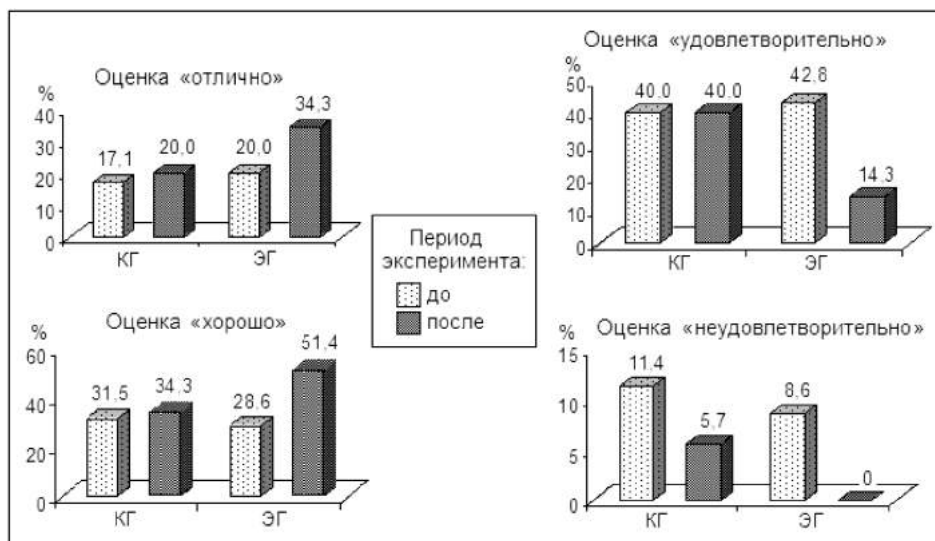 Оценка «отлично»
%
40
30
20
10
0
17,1
20,0
20,0
34,3
КГ
ЭГ
Оценка «удовлетворительно»
%
50
40
30
20
10
0
40,0
40,0
42,8
14,3
КГ
ЭГ
Период
эксперимента:
до
после
Оценка «хорошо»
%
60
40
20
0
31,5
34,3
28,6
51,4
КГ
ЭГ
Оценка «неудовлетворительно»
%
15
10
5
0
11,4
5,7
8,6
0
КГ
ЭГ